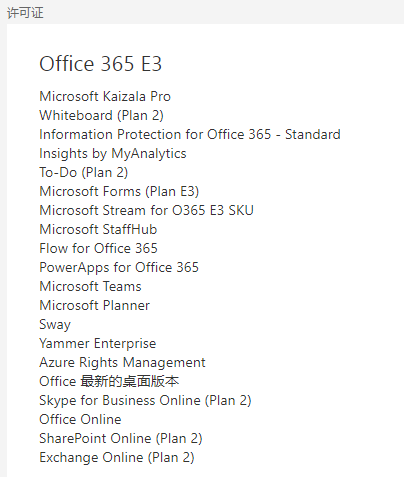 许可证
Office 365 E3
Microsoft Kaizala Pro
Whiteboard (Plan 2)
Information Protection for Office 365 - Standard
Insights by MyAnalytics
To-Do (Plan 2)
Microsoft Forms (Plan E3)
Microsoft Stream for O365 E3 SKU
Microsoft StaffHub
Flow for Office 365
PowerApps for Office 365
Microsoft Teams
Microsoft Planner
Sway
Yammer Enterprise
Azure Rights Management
Office 最新的桌面版本
Skype for Business Online (Plan 2)
Office Online
SharePoint Online (Plan 2)
Exchange Online (Plan 2)